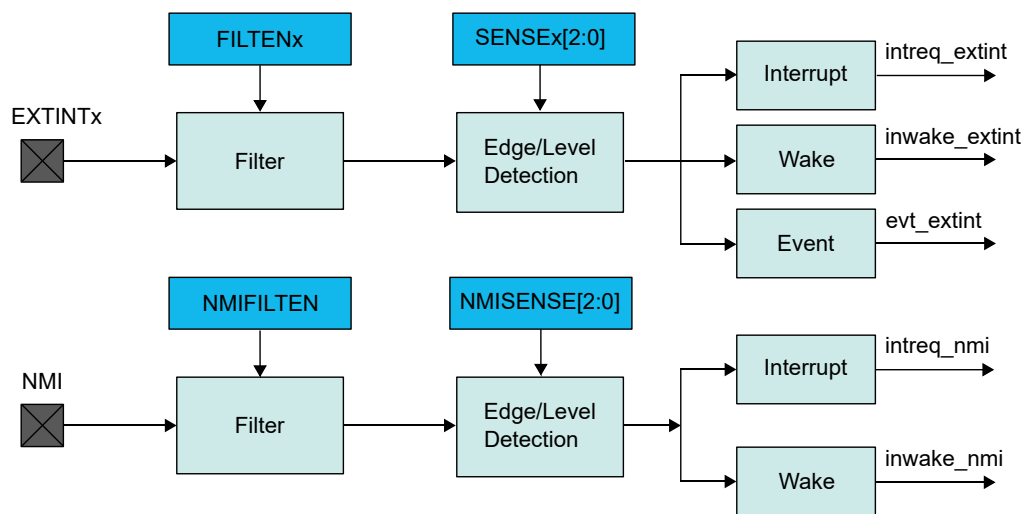 FILTENx
SENSEx[2:0]
EXTINTx
Filter
Edge/Level
Detection
Interrupt
intreq_extint
Wake
inwake_extint
Event
evt_extint
NMIFILTEN
NMISENSE[2:0]
NMI
Filter
Edge/Level
Detection
Interrupt
intreq_nmi
Wake
inwake_nmi